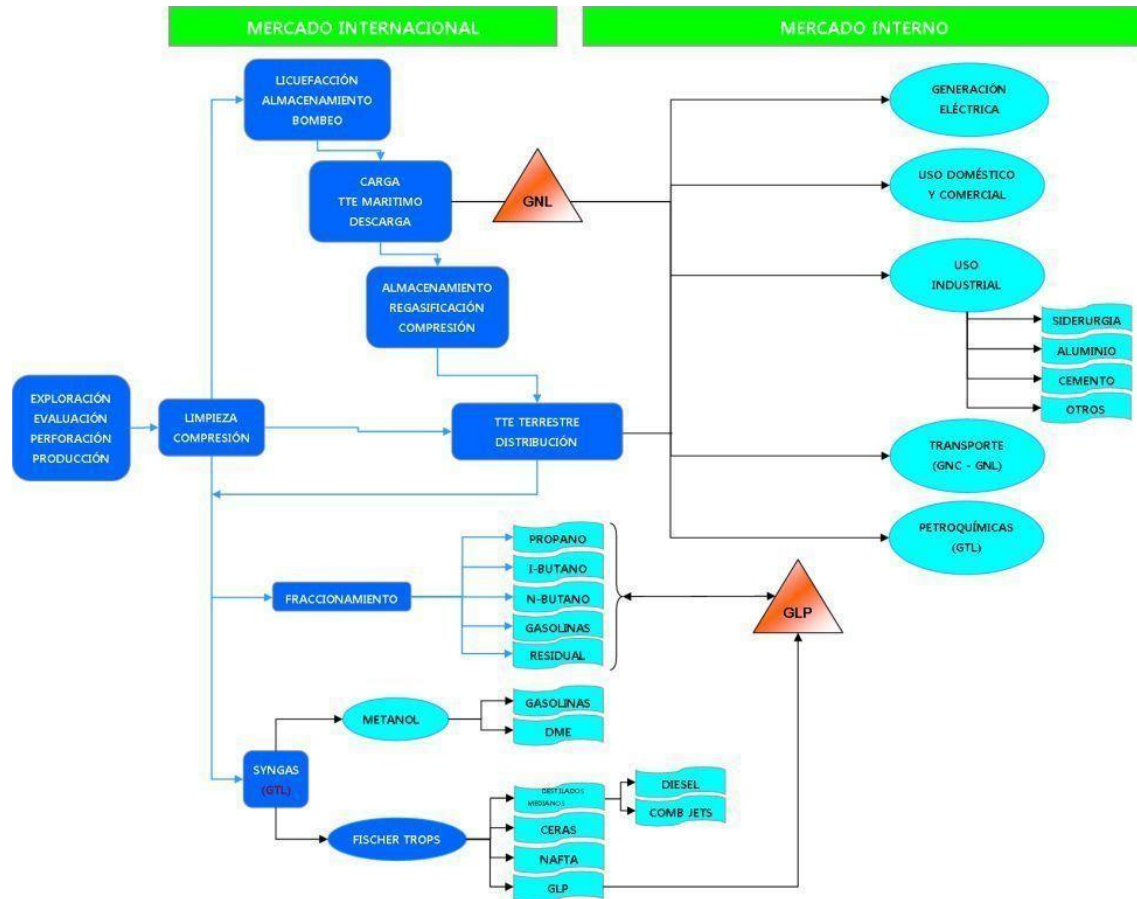 MERCADO INTERNACIONAL
MERCADO INTERNO
LICUEFACCIÓN
ALMACENAMIENTO
BOMBEO
CARGA
TTE MARITIMO
DESCARGA
GNL
ALMACENAMIENTO
REGASIFICACIÓN
COMPRESIÓN
EXPLORACIÓN
EVALUACIÓN
PERFORACIÓN
PRODUCCIÓN
LIMPIEZA
COMPRESIÓN
TTE TERRESTRE
DISTRIBUCIÓN
GENERACIÓN
ELÉCTRICA
USO DOMÉSTICO
Y COMERCIAL
USO
INDUSTRIAL
SIDERURGIA
ALUMINIO
CEMENTO
OTROS
TRANSPORTE
(GNC - GNL)
PETROQUÍMICAS
(GTL)
FRACCIONAMIENTO
PROPANO
I-BUTANO
N-BUTANO
GASOLINAS
RESIDUAL
GLP
SYNGAS
(GTL)
METANOL
GASOLINAS
DME
FISCHER TROPS
DESTILADOS
MEDIANOS
DIESEL
COMB JETS
CERAS
NAFTA
GLP